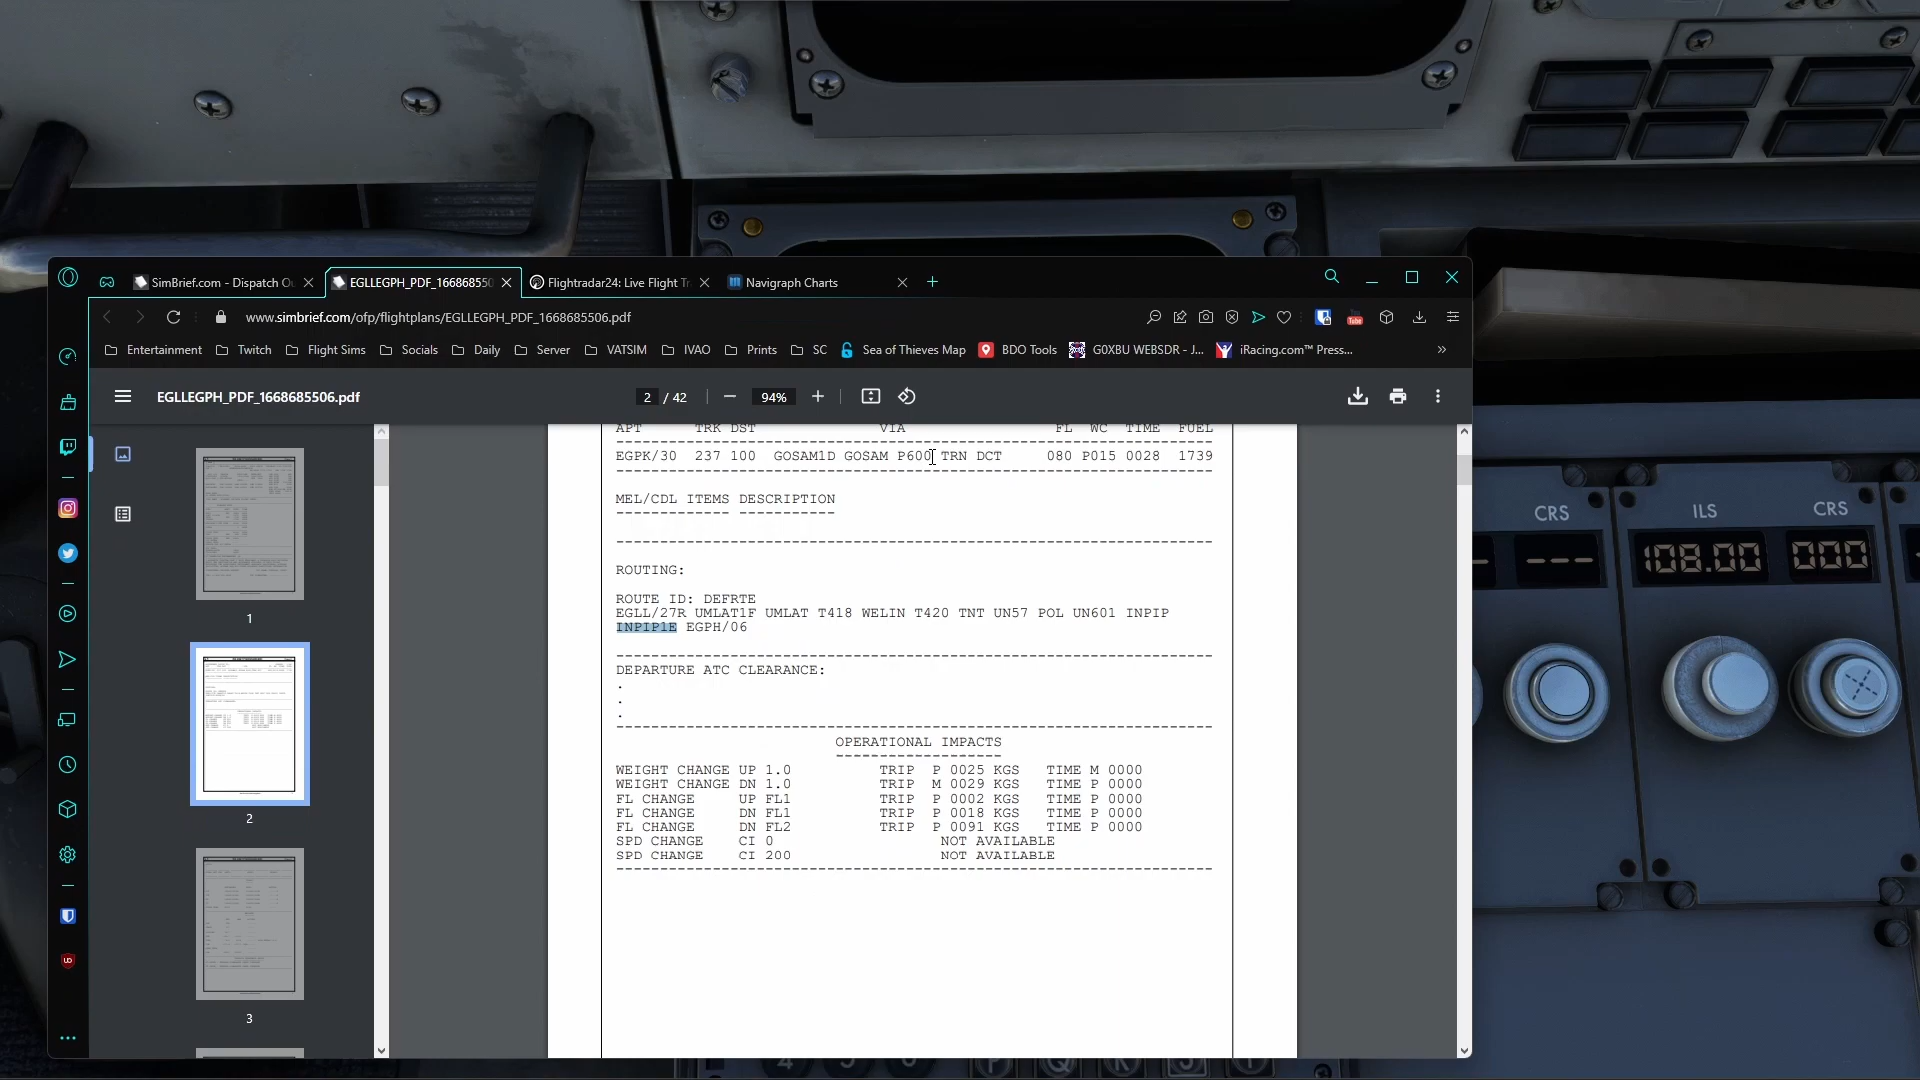 SimBrief.com - Dispatch O
EGLLEGPH_PDF_16686855
Flightradar24: Live Flight Tr
Navigraph Charts
www.simbrief.com/ofp/flightplans/EGLLEGPH_PDF_1668685506.pdf
Entertainment
Twitch
Flight Sims
Socials
Daily
Server
VATSIM
IVAO
Prints
SC
Sea of Thieves Map
BDO Tools
G0XBU WEBSDR - J...
iRacing.com™ Press...
»
EGLLEGPH_PDF_1668685506.pdf
2 / 42
94%
1
2
3
APT TRK DST VIA FL WC TIME FUEL
EGPK/30 237 100 GOSAM1D GOSAM P600 TRN DCT 080 P015 0028 1739
MEL/CDL ITEMS DESCRIPTION
ROUTING:
ROUTE ID: DEFRTE
EGLL/27R UMLAT1F UMLAT T418 WELIN T420 TNT UN57 POL UN601 INPIP
INPIP1E EGPH/06
DEPARTURE ATC CLEARANCE:
.
.
.
OPERATIONAL IMPACTS
WEIGHT CHANGE UP 1.0 TRIP P 0025 KGS TIME M 0000
WEIGHT CHANGE DN 1.0 TRIP M 0029 KGS TIME P 0000
FL CHANGE UP FL1 TRIP P 0002 KGS TIME P 0000
FL CHANGE DN FL1 TRIP P 0018 KGS TIME P 0000
FL CHANGE DN FL2 TRIP P 0091 KGS TIME P 0000
SPD CHANGE CI 0 NOT AVAILABLE
SPD CHANGE CI 200 NOT AVAILABLE
CRS
ILS
CRS
---
108.00
000